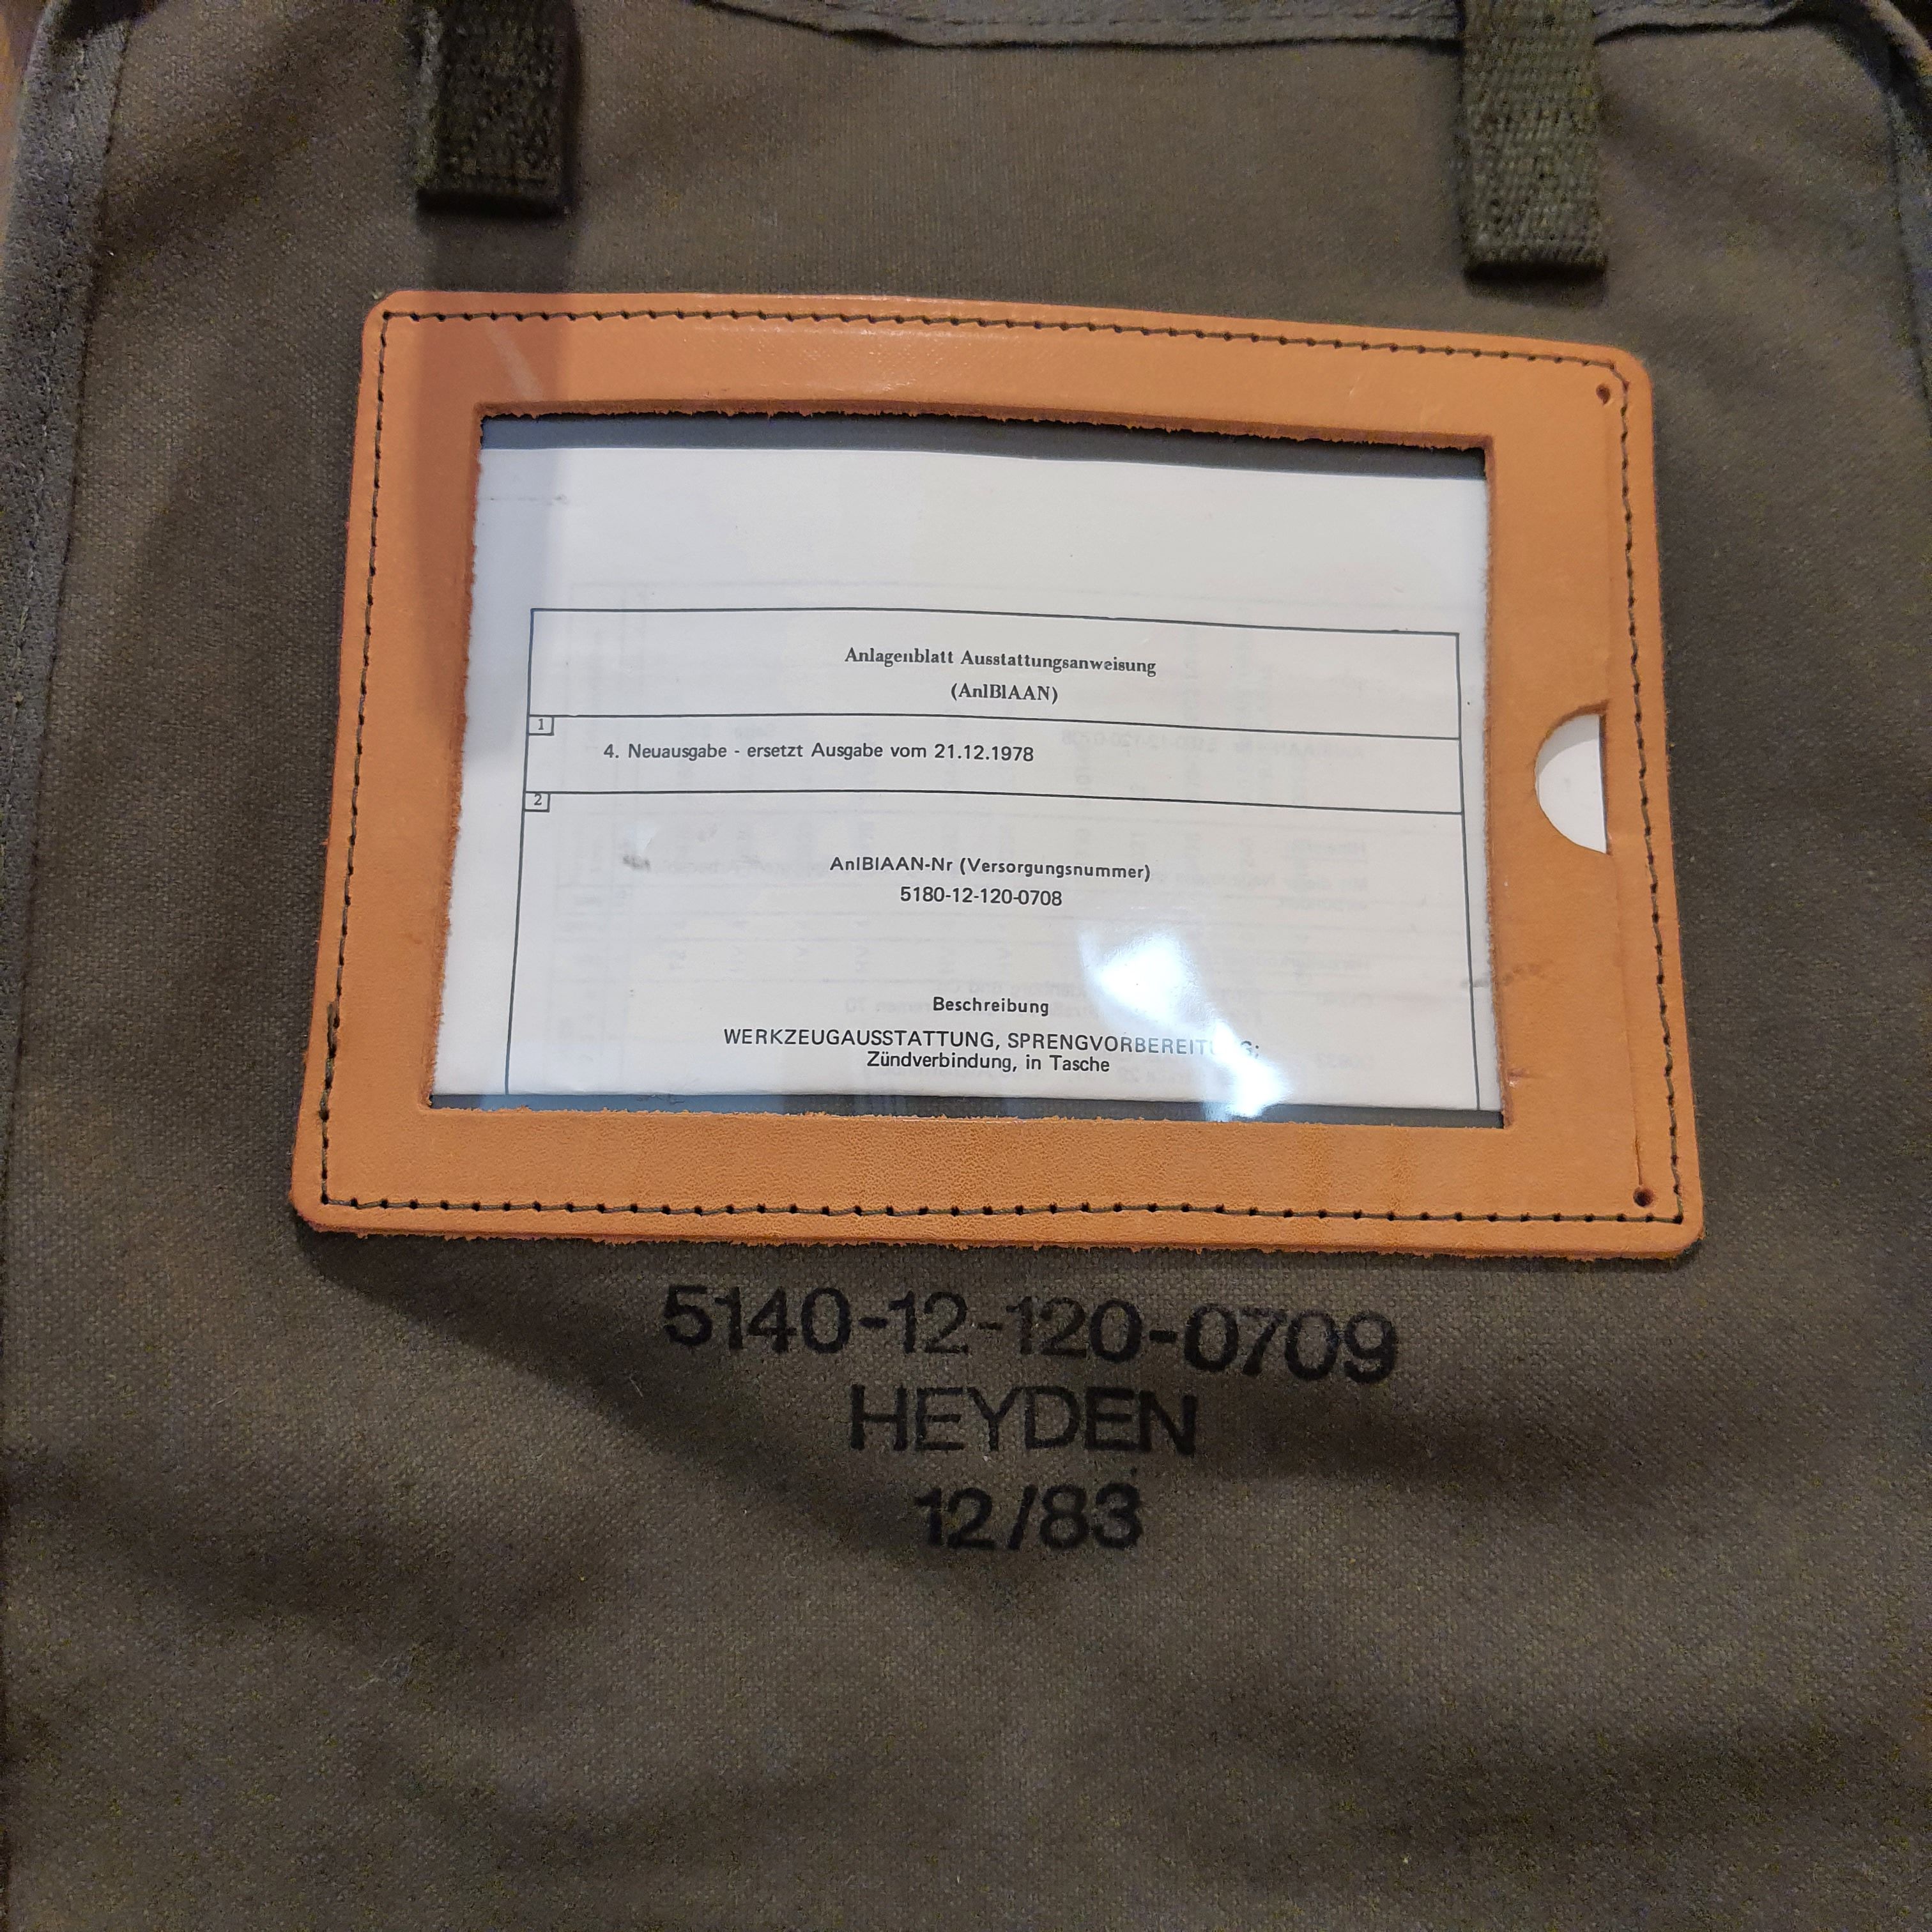 Anlagenblatt Ausstattungsanweisung
(AnlBlAAN)
1
4. Neuausgabe - ersetzt Ausgabe vom 21.12.1978
2
AnlBlAAN-Nr (Versorgungsnummer)
5180-12-120-0708
Beschreibung
WERKZEUGAUSSTATTUNG, SPRENGVORBEREITUNG;
Zündverbindung, in Tasche
5140-12-120-0709
HEYDEN
12/83